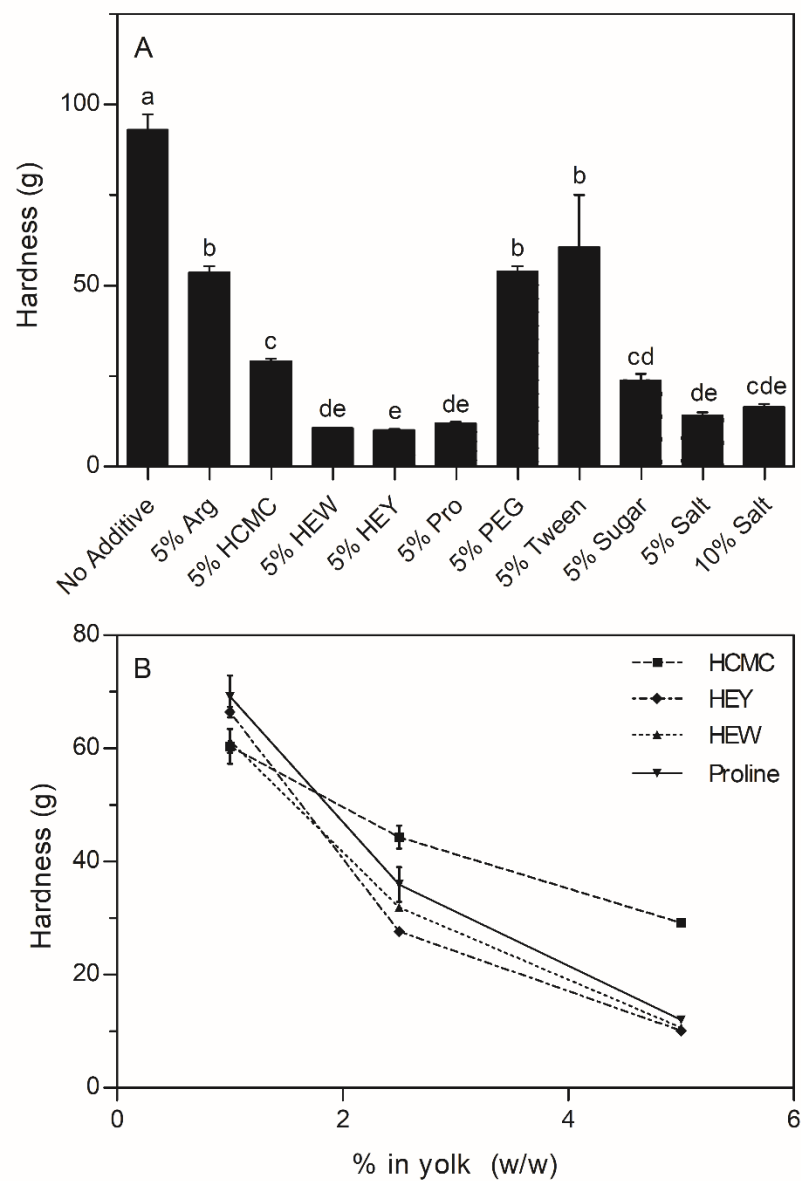 A
Hardness (g)
100
50
0
a
b
c
de
e
de
b
b
cd
de
cde
No Additive
5% Arg
5% HCMC
5% HEW
5% HEY
5% Pro
5% PEG
5% Tween
5% Sugar
5% Salt
10% Salt
B
Hardness (g)
80
60
40
20
0
HCMC
HEY
HEW
Proline
0 2 4 6
% in yolk (w/w)